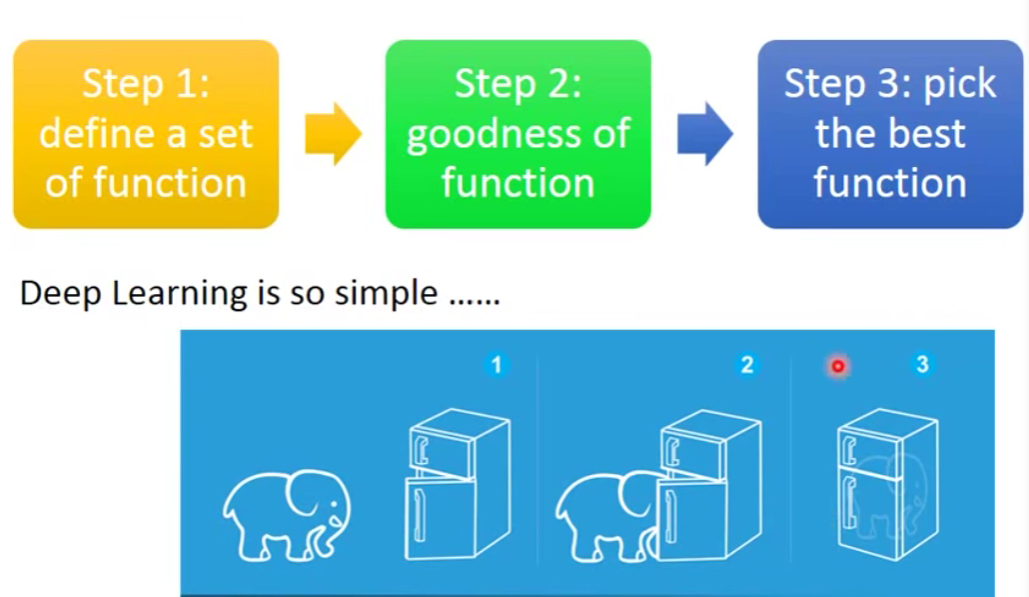 Step 1:
define a set
of function
Step 2:
goodness of
function
Step 3: pick
the best
function
Deep Learning is so simple ......
1
2
3